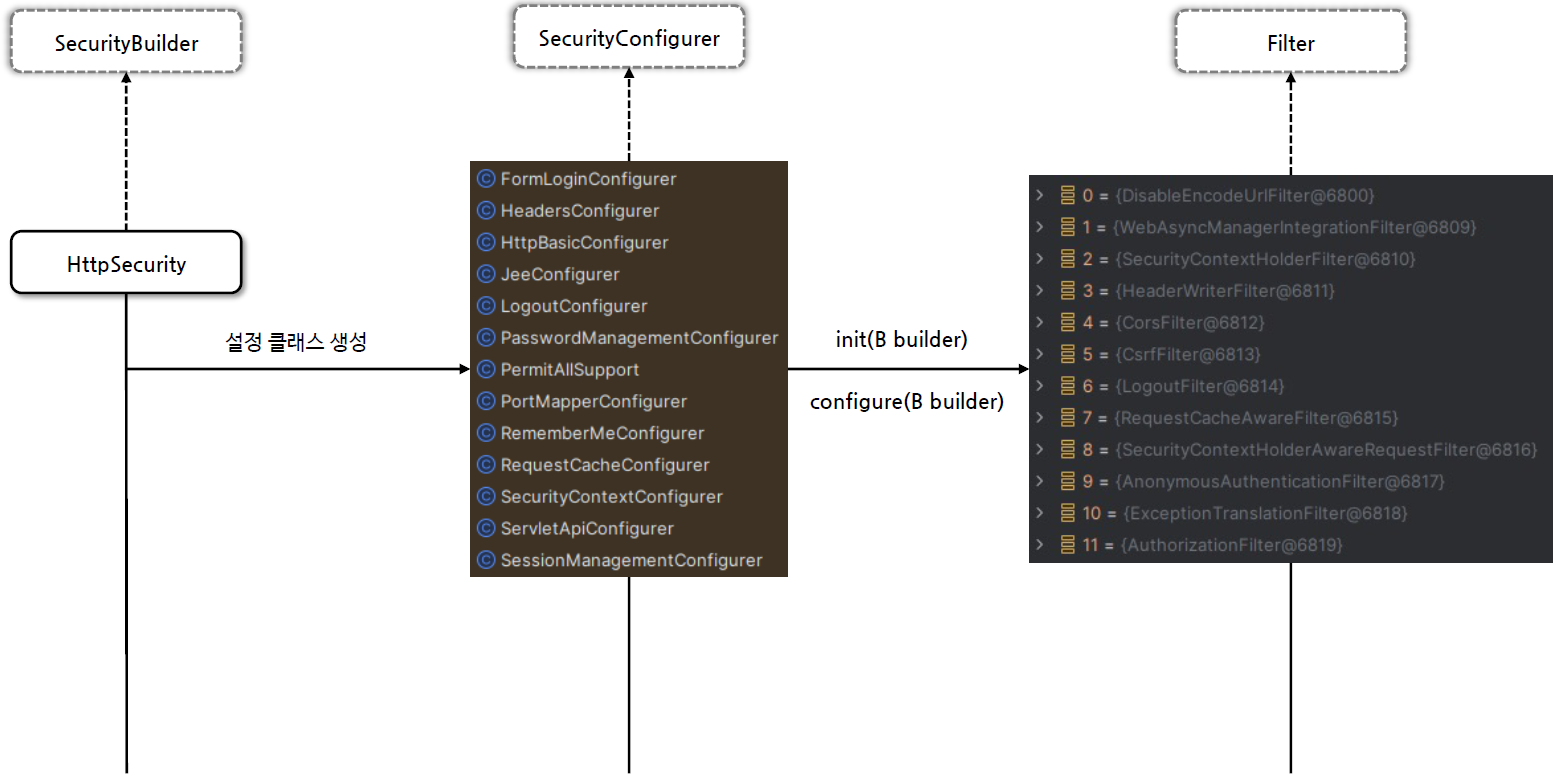 SecurityBuilder
SecurityConfigurer
Filter
HttpSecurity
설정 클래스 생성
C FormLoginConfigurer
C HeadersConfigurer
C HttpBasicConfigurer
C JeeConfigurer
C LogoutConfigurer
C PasswordManagementConfigurer
C PermitAllSupport
C PortMapperConfigurer
C RememberMeConfigurer
C RequestCacheConfigurer
C SecurityContextConfigurer
C ServletApiConfigurer
C SessionManagementConfigurer
init(B builder)
configure(B builder)
0 = {DisableEncodeUrlFilter@6800}
1 = {WebAsyncManagerIntegrationFilter@6809}
2 = {SecurityContextHolderFilter@6810}
3 = {HeaderWriterFilter@6811}
4 = {CorsFilter@6812}
5 = {CsrfFilter@6813}
6 = {LogoutFilter@6814}
7 = {RequestCacheAwareFilter@6815}
8 = {SecurityContextHolderAwareRequestFilter@6816}
9 = {AnonymousAuthenticationFilter@6817}
10 = {ExceptionTranslationFilter@6818}
11 = {AuthorizationFilter@6819}